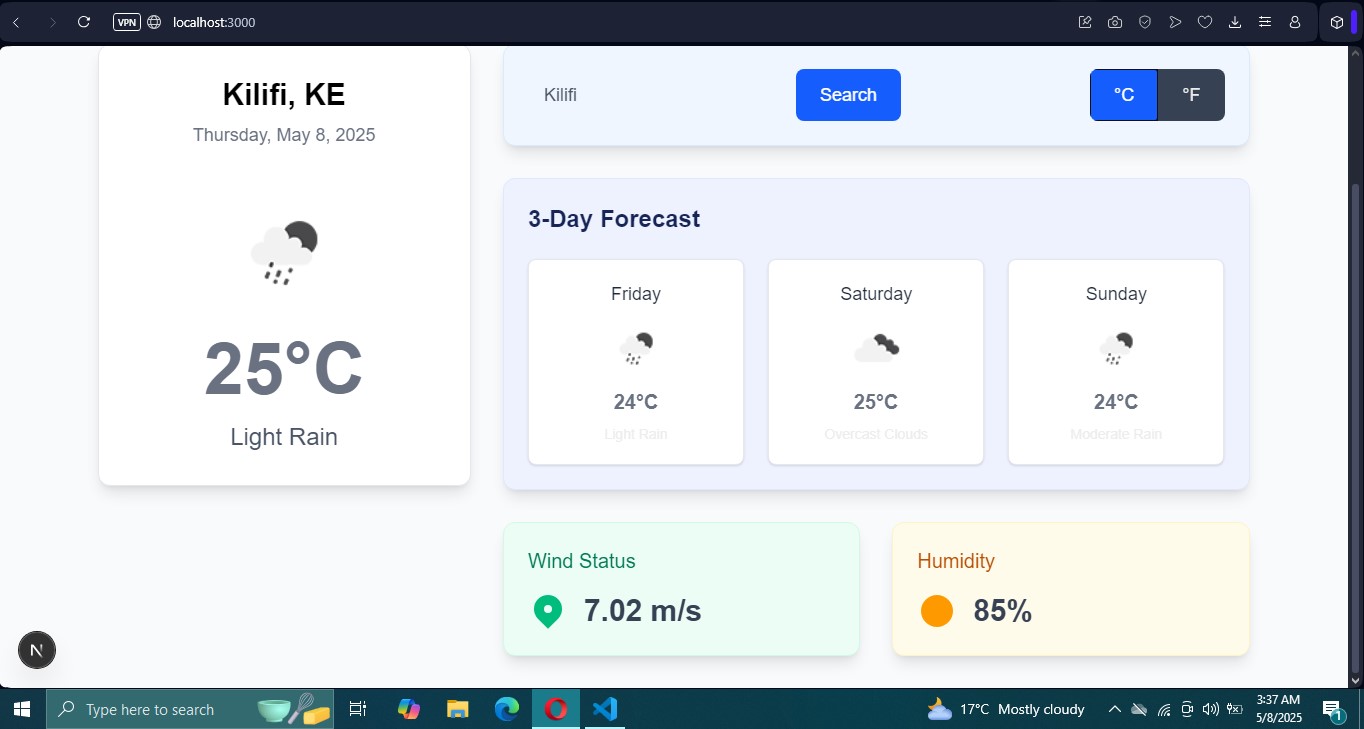 VPN localhost:3000
Kilifi, KE
Thursday, May 8, 2025
25°C
Light Rain
Kilifi
Search
°C
°F
3-Day Forecast
Friday
24°C
Light Rain
Saturday
25°C
Overcast Clouds
Sunday
24°C
Moderate Rain
Wind Status
7.02 m/s
Humidity
85%
N
Type here to search
17°C Mostly cloudy
3:37 AM
5/8/2025
1